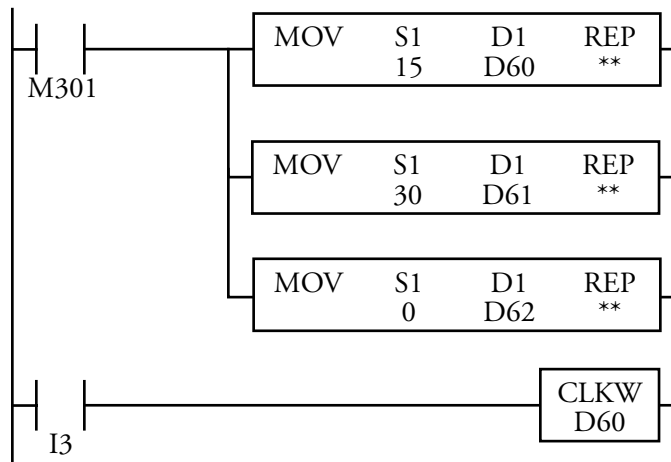 MOV S1 D1 REP
15 D60 **
M301
MOV S1 D1 REP
30 D61 **
MOV S1 D1 REP
0 D62 **
CLKW
D60
I3